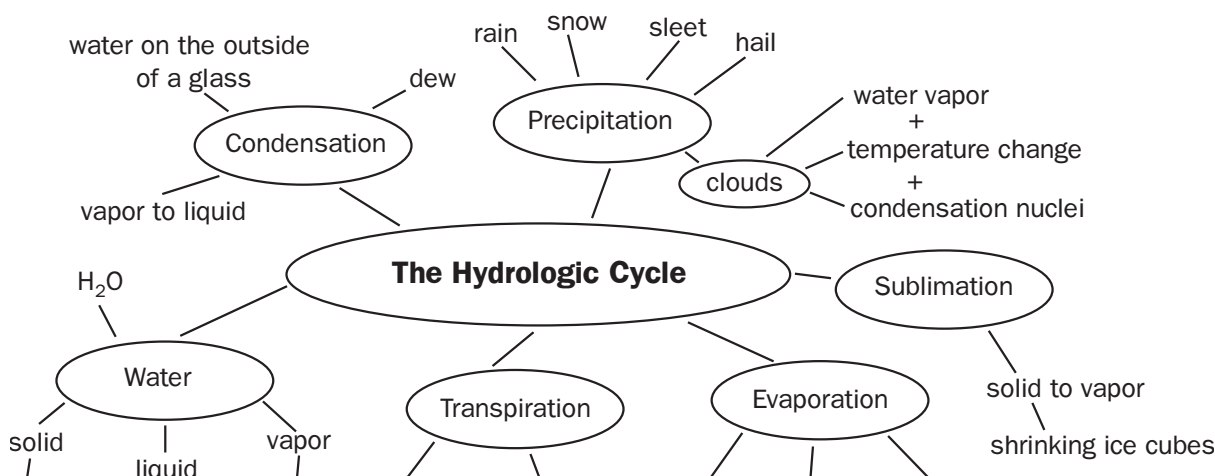 water on the outside
of a glass
dew
Condensation
vapor to liquid
rain
snow
sleet
hail
Precipitation
clouds
water vapor
+
temperature change
+
condensation nuclei
The Hydrologic Cycle
Sublimation
solid to vapor
shrinking ice cubes
H₂O
Water
solid
liquid
vapor
Transpiration
Evaporation